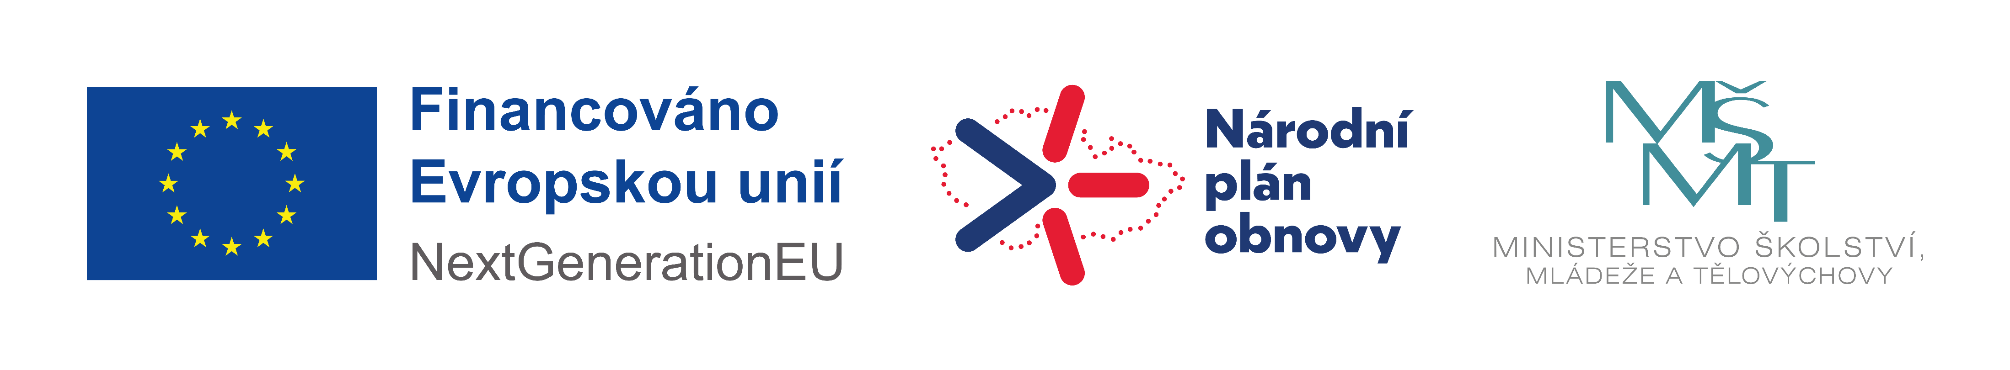 Financováno
Evropskou unií
NextGenerationEU
Národní
plán
obnovy
MŠMT
MINISTERSTVO ŠKOLSTVÍ,
MLÁDEŽE A TĚLOVÝCHOVY